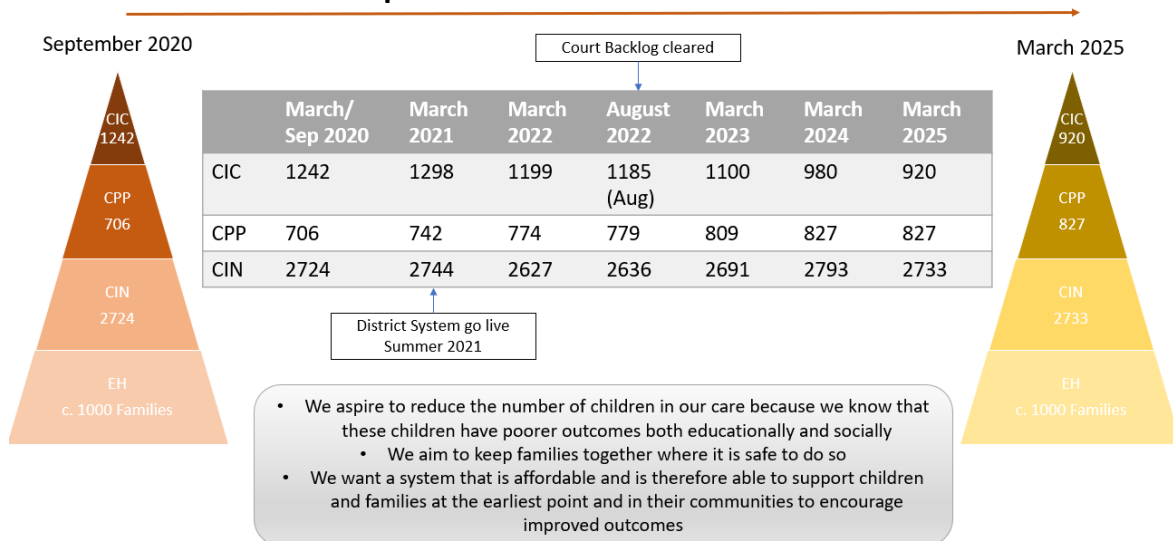 September 2020
Court Backlog cleared
March 2025
CIC
1242
CPP
706
CIN
2724
EH
c. 1000 Families
March/ Sep 2020 March 2021 March 2022 August 2022 March 2023 March 2024 March 2025
CIC 1242 1298 1199 1185 (Aug) 1100 980 920
CPP 706 742 774 779 809 827 827
CIN 2724 2744 2627 2636 2691 2793 2733
District System go live
Summer 2021
CIC
920
CPP
827
CIN
2733
EH
c. 1000 Families
• We aspire to reduce the number of children in our care because we know that
these children have poorer outcomes both educationally and socially
• We aim to keep families together where it is safe to do so
• We want a system that is affordable and is therefore able to support children
and families at the earliest point and in their communities to encourage
improved outcomes